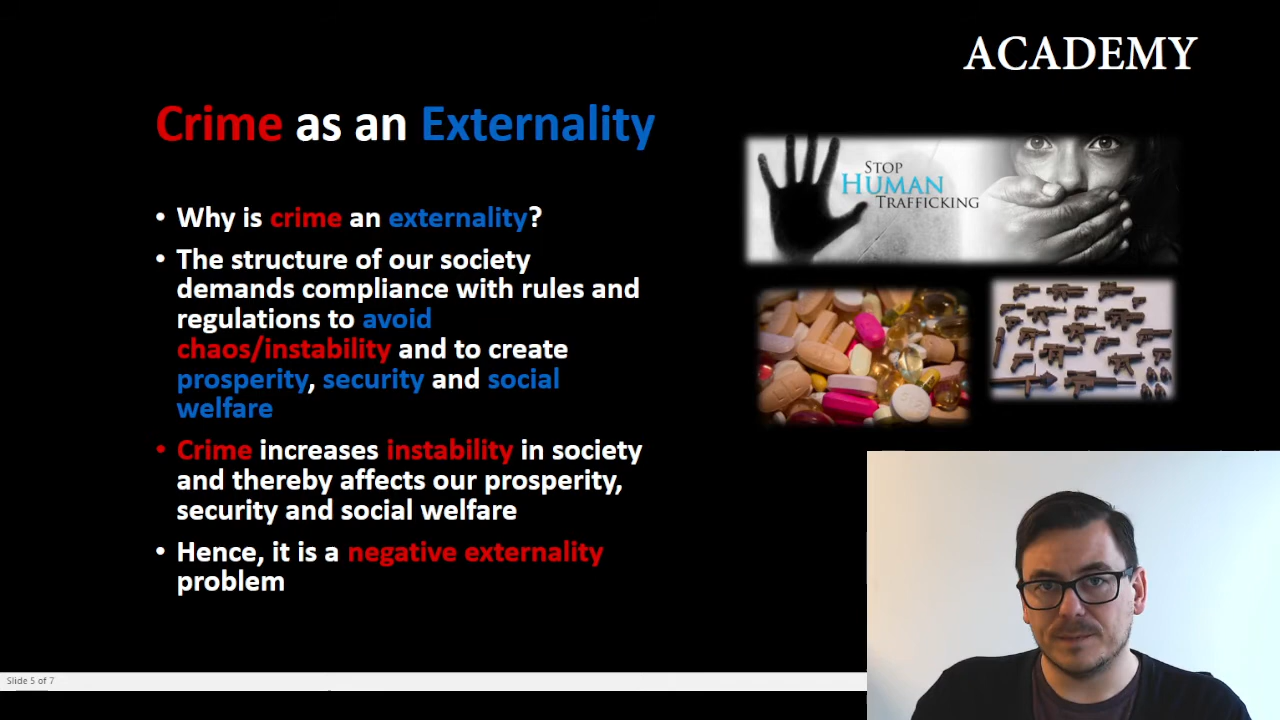 ACADEMY
Crime as an Externality
• Why is crime an externality?
• The structure of our society
demands compliance with rules and
regulations to avoid
chaos/instability and to create
prosperity, security and social
welfare
• Crime increases instability in society
and thereby affects our prosperity,
security and social welfare
• Hence, it is a negative externality
problem
STOP
HUMAN
TRAFFICKING
Slide 5 of 7